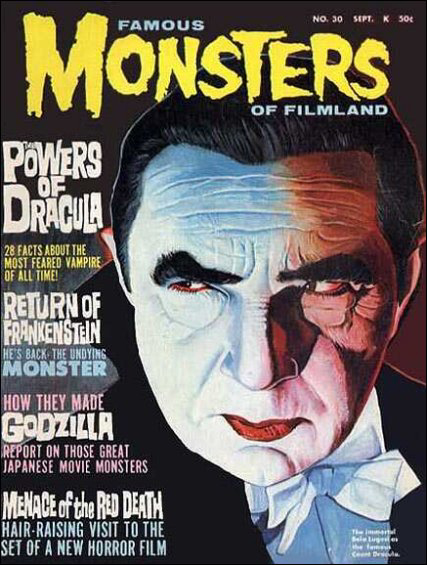 FAMOUS
NO. 30 SEPT. K 50¢
MONSTERS
OF FILMLAND
THE
POWERS
OF
DRACULA
28 FACTS ABOUT THE
MOST FEARED VAMPIRE
OF ALL TIME!
RETURN OF
FRANKENSTEIN
HE'S BACK-THE UNDYING
MONSTER
HOW THEY MADE
GODZILLA
REPORT ON THOSE GREAT
JAPANESE MOVIE MONSTERS
MENACE of the RED DEATH
HAIR-RAISING VISIT TO THE
SET OF A NEW HORROR FILM
The immortal
Bela Lugosi as
the famous
Count Dracula.